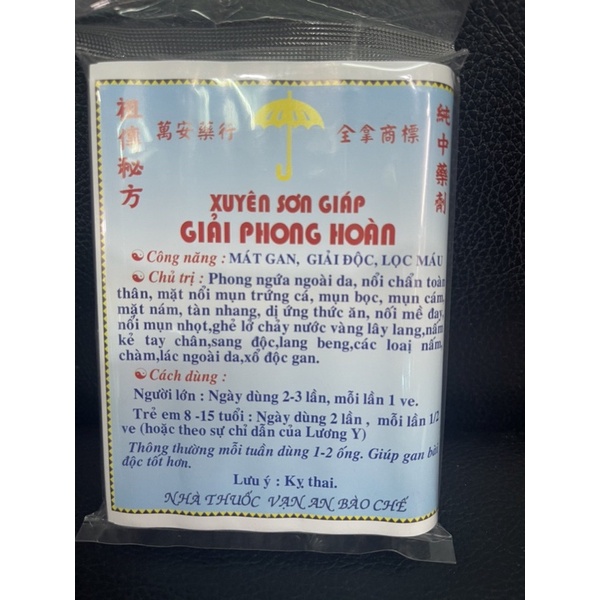 祖傳秘方
萬安藥行
全拿商標
純中藥劑
XUYÊN SƠN GIÁP
GIẢI PHONG HOÀN
Công năng : MÁT GAN, GIẢI ĐỘC, LỌC MÁU
Chủ trị : Phong ngứa ngoài da, nổi chẩn toàn
thân, mặt nổi mụn trứng cá, mụn bọc, mụn cám,
mặt nám, tàn nhang, dị ứng thức ăn, nổi mề đay,
nổi mụn nhọt,ghẻ lở chảy nước vàng lây lang,nấm
kẻ tay chân,sang độc,lang beng,các loaị nấm,
chàm,lác ngoài da,xổ độc gan.
Cách dùng :
Người lớn : Ngày dùng 2-3 lần, mỗi lần 1 ve.
Trẻ em 8 -15 tuổi : Ngày dùng 2 lần , mỗi lần 1/2
ve (hoặc theo sự chỉ dẫn của Lương Y)
Thông thường mỗi tuần dùng 1-2 ống. Giúp gan bài
độc tốt hơn.
Lưu ý : Kỵ thai.
NHÀ THUỐC VẠN AN BÀO CHẾ